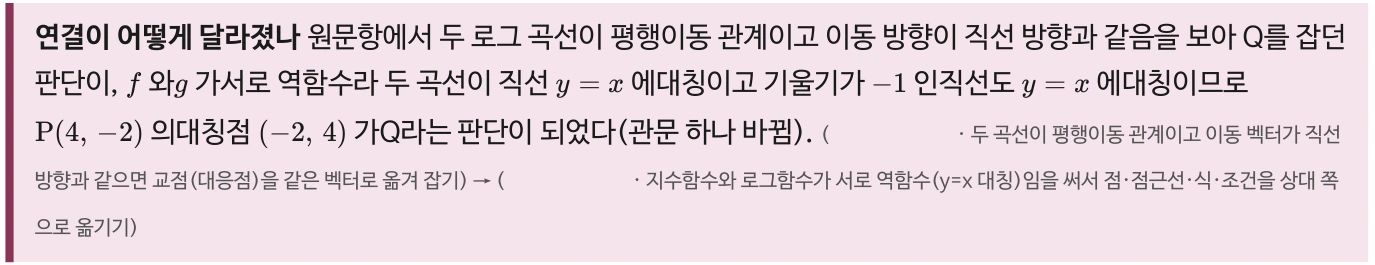 연결이 어떻게 달라졌나 원문항에서 두 로그 곡선이 평행이동 관계이고 이동 방향이 직선 방향과 같음을 보아 Q를 잡던
판단이, f 와g 가서로 역함수라 두 곡선이 직선 y = x 에대칭이고 기울기가 −1 인직선도 y = x 에대칭이므로
P(4, −2) 의대칭점 (−2, 4) 가Q라는 판단이 되었다(관문 하나 바뀜). ( · 두 곡선이 평행이동 관계이고 이동 벡터가 직선
방향과 같으면 교점(대응점)을 같은 벡터로 옮겨 잡기) → ( · 지수함수와 로그함수가 서로 역함수(y=x 대칭)임을 써서 점·점근선·식·조건을 상대 쪽
으로 옮기기)